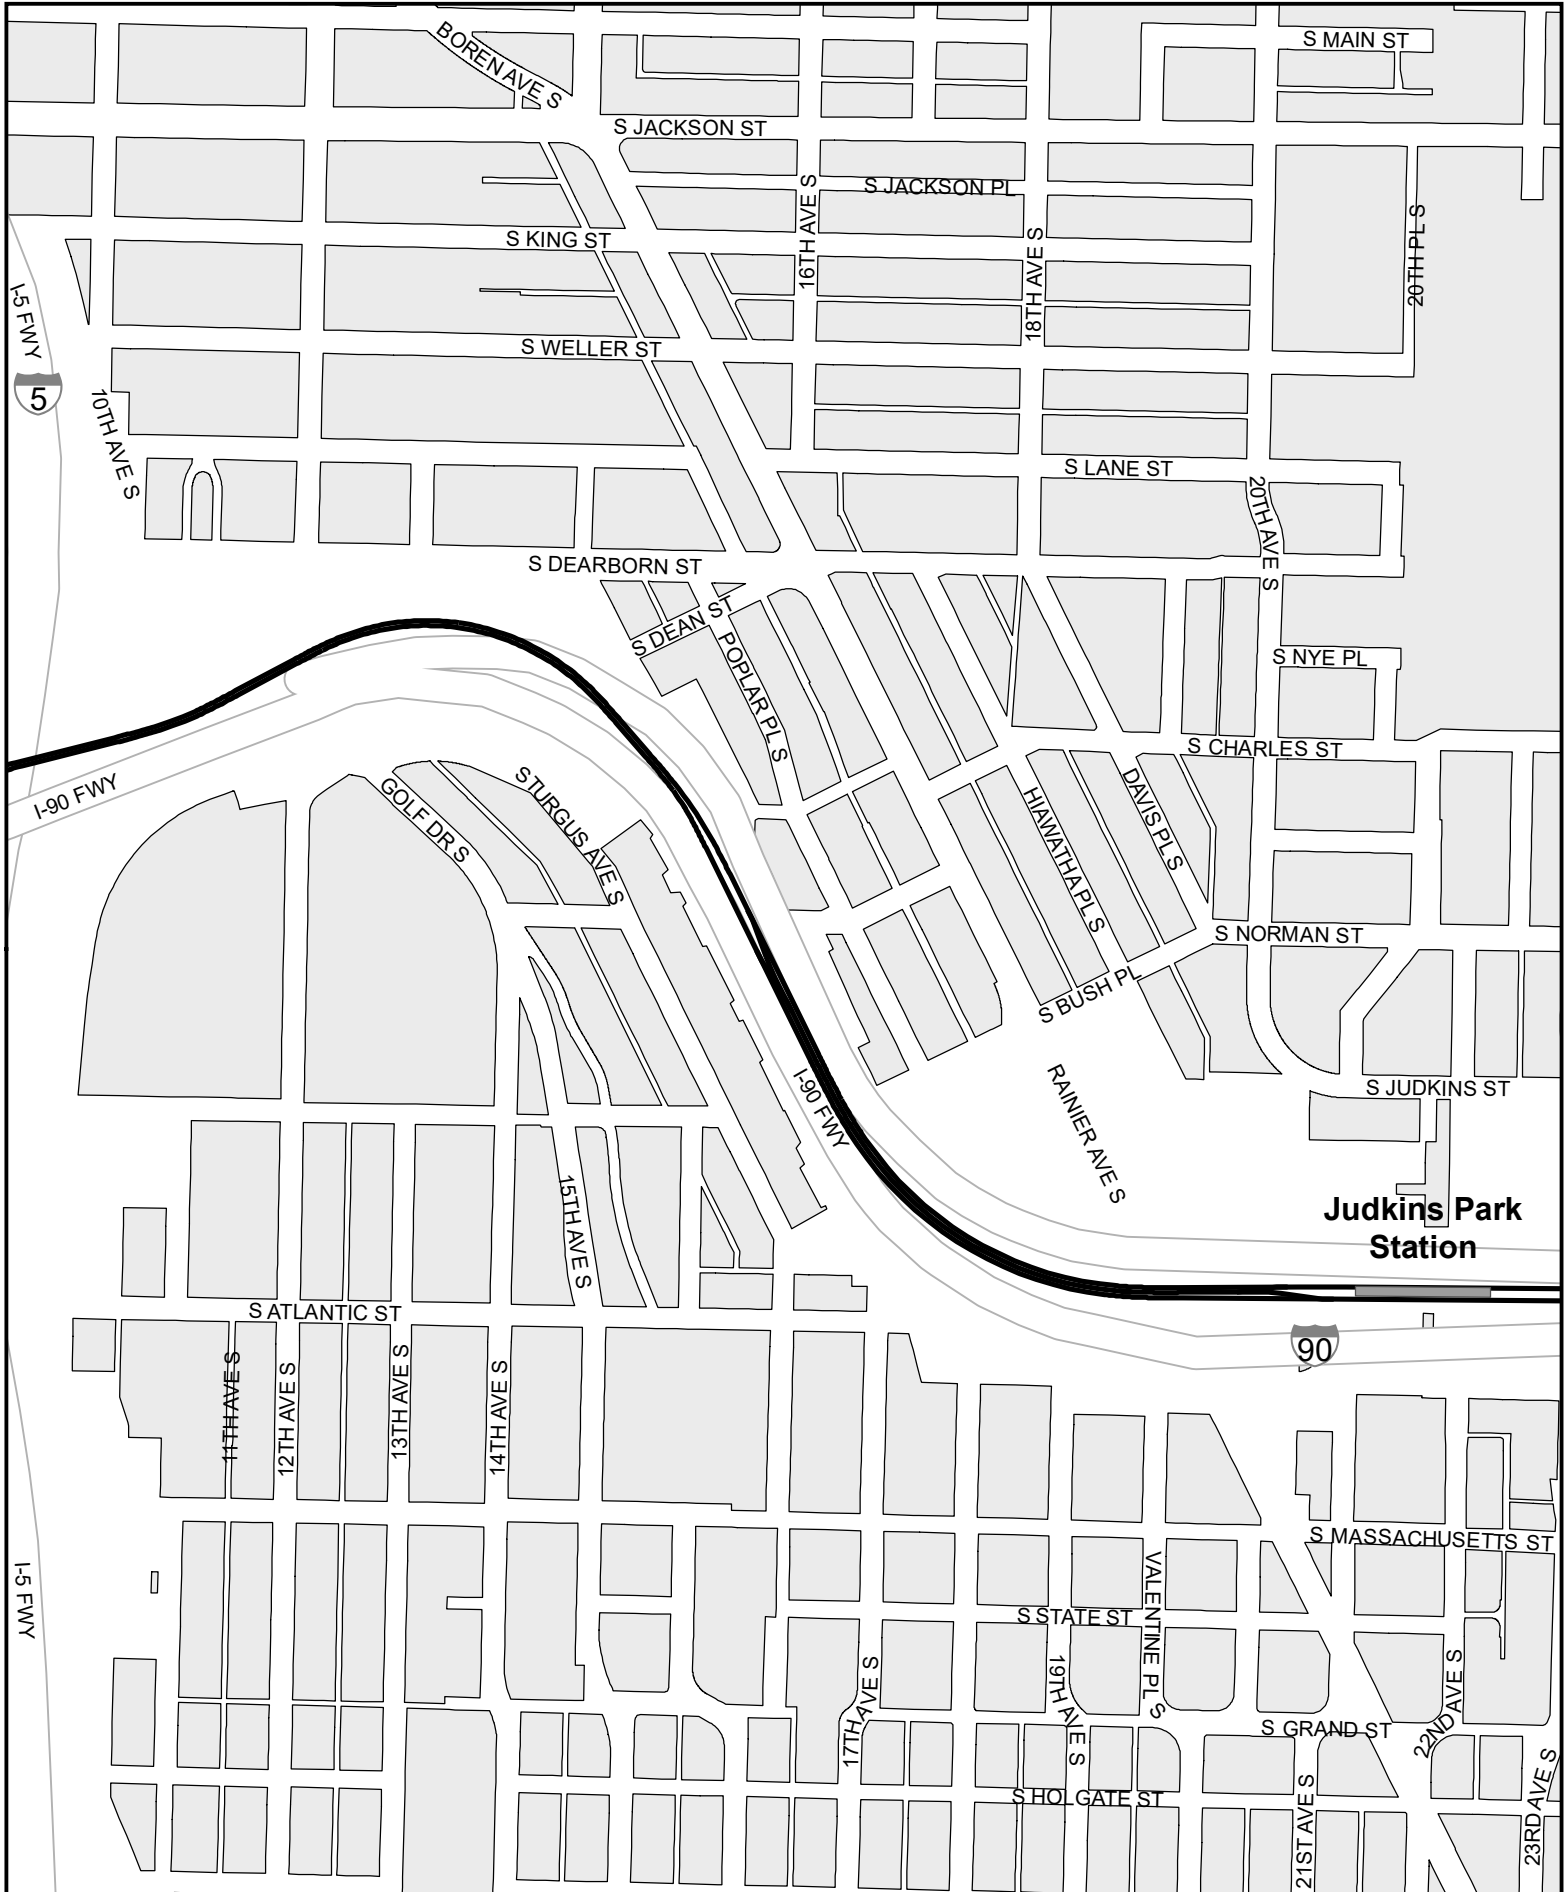 S MAIN ST
BOREN AVE S
S JACKSON ST
S JACKSON PL
16TH AVE S
20TH PL S
18TH AVE S
S KING ST
I-5 FWY
S WELLER ST
5
10TH AVE S
S LANE ST
20TH AVE S
S DEARBORN ST
S DEAN ST
POPLAR PL S
S NYE PL
S CHARLES ST
I-90 FWY
GOLF DR S
STURGUS AVE S
HIAWATHA PL S
DAVIS PL S
S NORMAN ST
S BUSH PL
I-90 FWY
RAINIER AVE S
S JUDKINS ST
15TH AVE S
Judkins Park
Station
S ATLANTIC ST
90
11TH AVE S
12TH AVE S
13TH AVE S
14TH AVE S
S MASSACHUSETTS ST
I-5 FWY
VALENTINE PL S
S STATE ST
17TH AVE S
19TH AVE S
22ND AVE S
S GRAND ST
S HOLGATE ST
21ST AVE S
23RD AVE S